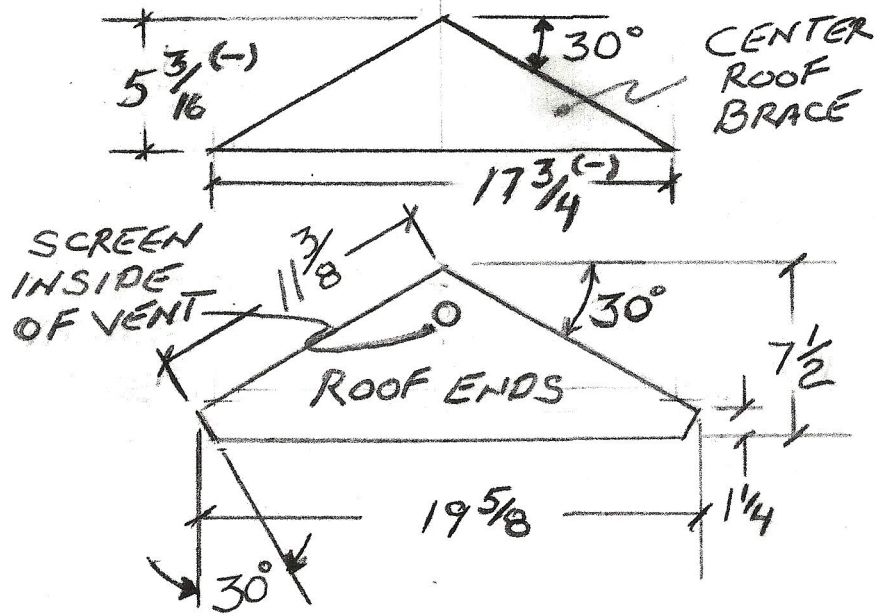 5 3/16 (-)
30°
CENTER
ROOF
BRACE
17 3/4 (-)
SCREEN
INSIDE
OF VENT
11 3/8
30°
7 1/2
ROOF ENDS
19 5/8
1 1/4
30°